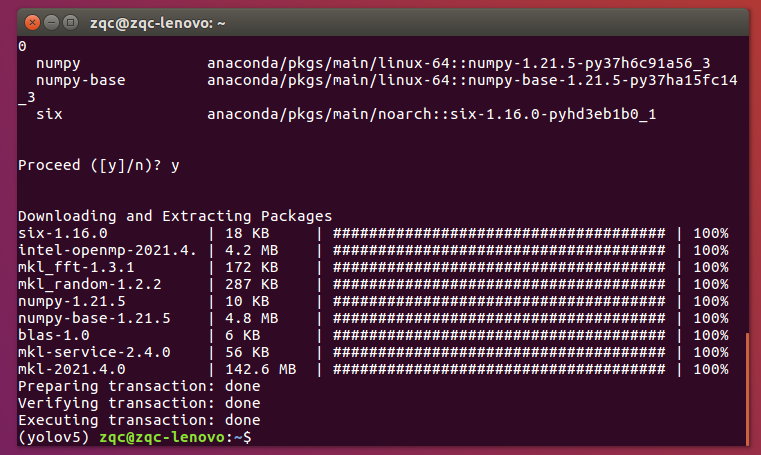 zqc@zqc-lenovo: ~
0
numpy anaconda/pkgs/main/linux-64::numpy-1.21.5-py37h6c91a56_3
numpy-base anaconda/pkgs/main/linux-64::numpy-base-1.21.5-py37ha15fc14
_3
six anaconda/pkgs/main/noarch::six-1.16.0-pyhd3eb1b0_1
Proceed ([y]/n)? y
Downloading and Extracting Packages
six-1.16.0 | 18 KB | ##################################### | 100%
intel-openmp-2021.4. | 4.2 MB | ##################################### | 100%
mkl_fft-1.3.1 | 172 KB | ##################################### | 100%
mkl_random-1.2.2 | 287 KB | ##################################### | 100%
numpy-1.21.5 | 10 KB | ##################################### | 100%
numpy-base-1.21.5 | 4.8 MB | ##################################### | 100%
blas-1.0 | 6 KB | ##################################### | 100%
mkl-service-2.4.0 | 56 KB | ##################################### | 100%
mkl-2021.4.0 | 142.6 MB | ##################################### | 100%
Preparing transaction: done
Verifying transaction: done
Executing transaction: done
(yolov5) zqc@zqc-lenovo:~$